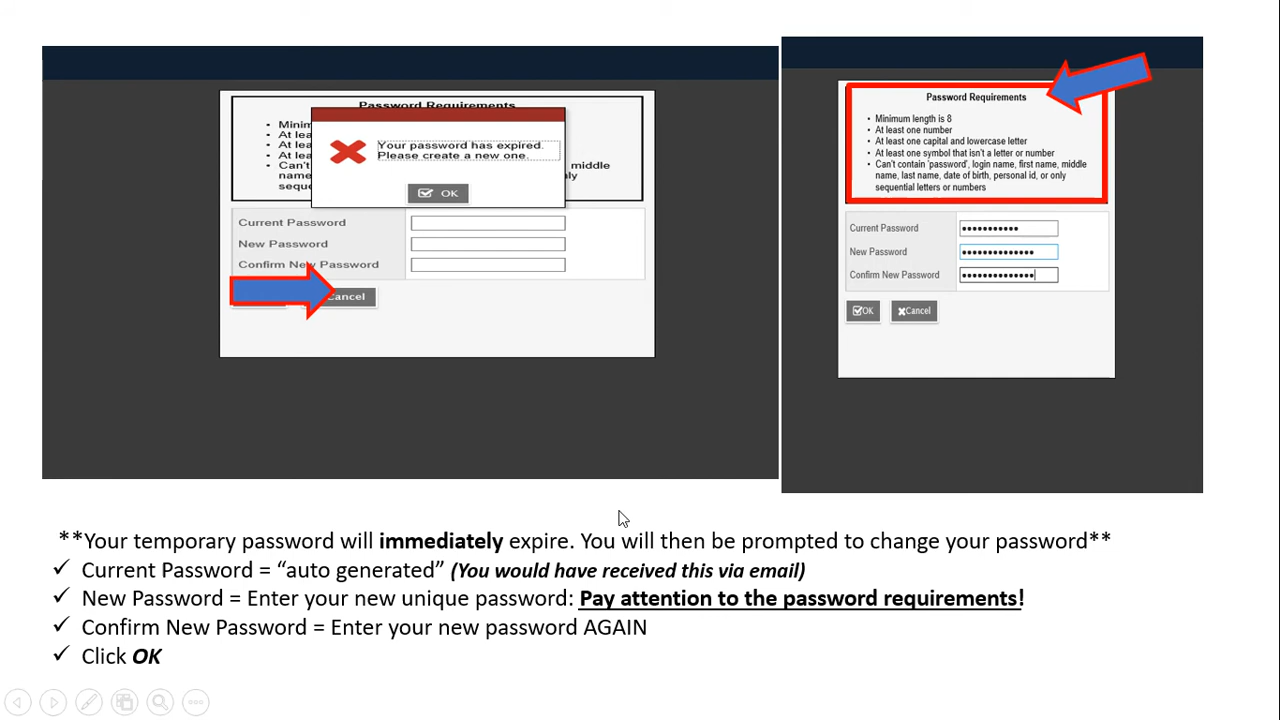 Password Requirements
• Minim
• At lea
• At lea
• At lea
• Can't middle
name ly
seque
Your password has expired.
Please create a new one.
OK
Current Password
New Password
Confirm New Password
Cancel
Password Requirements
• Minimum length is 8
• At least one number
• At least one capital and lowercase letter
• At least one symbol that isn't a letter or number
• Can't contain 'password', login name, first name, middle
name, last name, date of birth, personal id, or only
sequential letters or numbers
Current Password
New Password
Confirm New Password
OK Cancel
**Your temporary password will immediately expire. You will then be prompted to change your password**
✓ Current Password = “auto generated” (You would have received this via email)
✓ New Password = Enter your new unique password: Pay attention to the password requirements!
✓ Confirm New Password = Enter your new password AGAIN
✓ Click OK